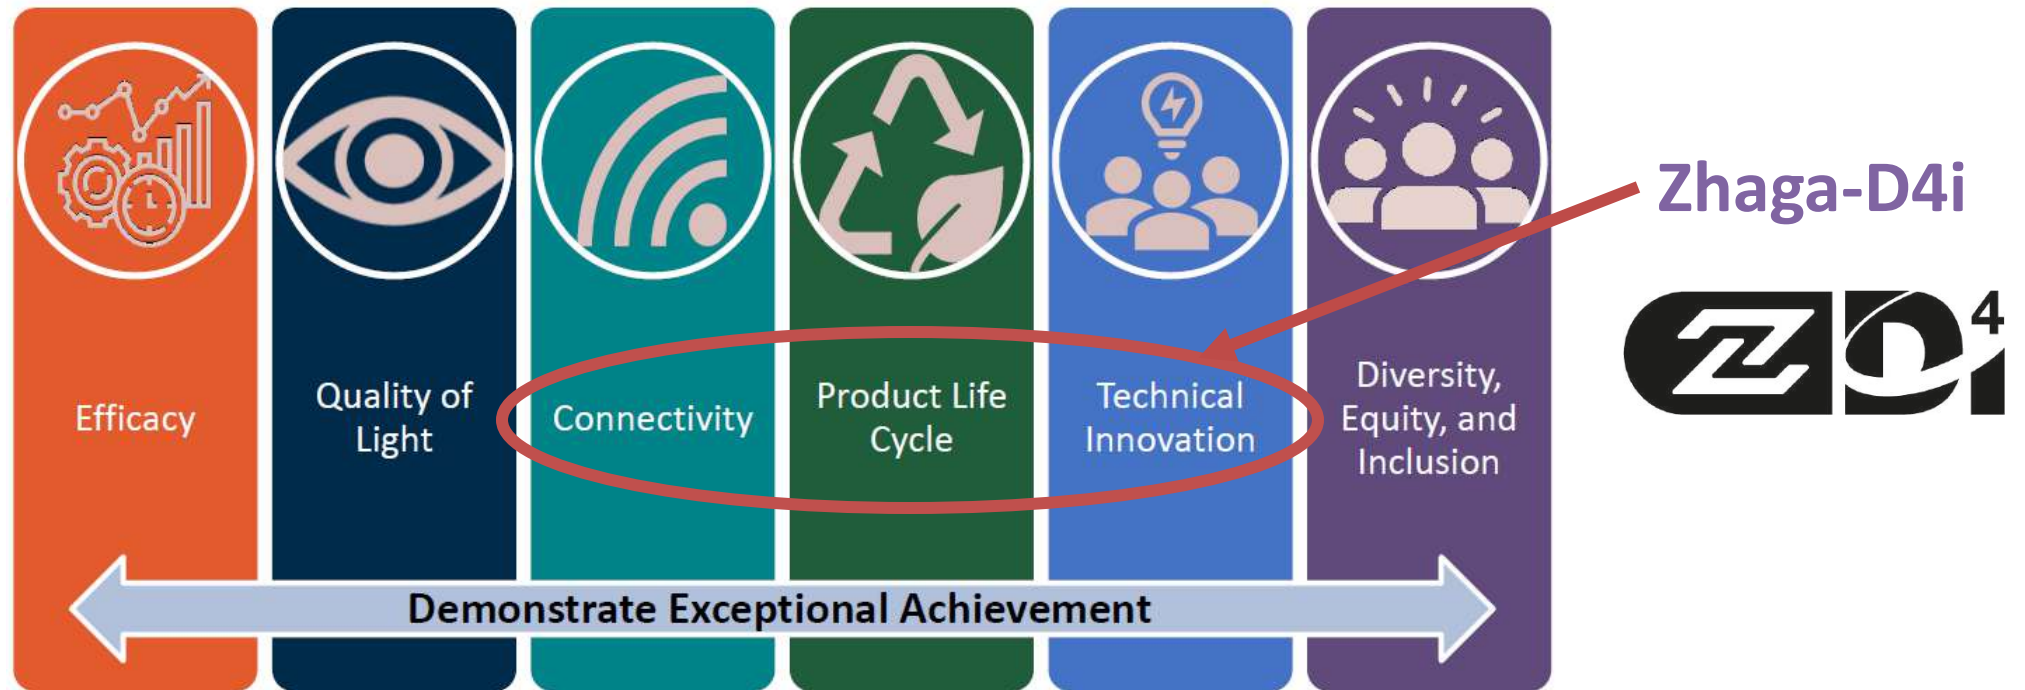 Efficacy
Quality of
Light
Connectivity
Product Life
Cycle
Technical
Innovation
Diversity,
Equity, and
Inclusion
Demonstrate Exceptional Achievement
Zhaga-D4i
Z D4i